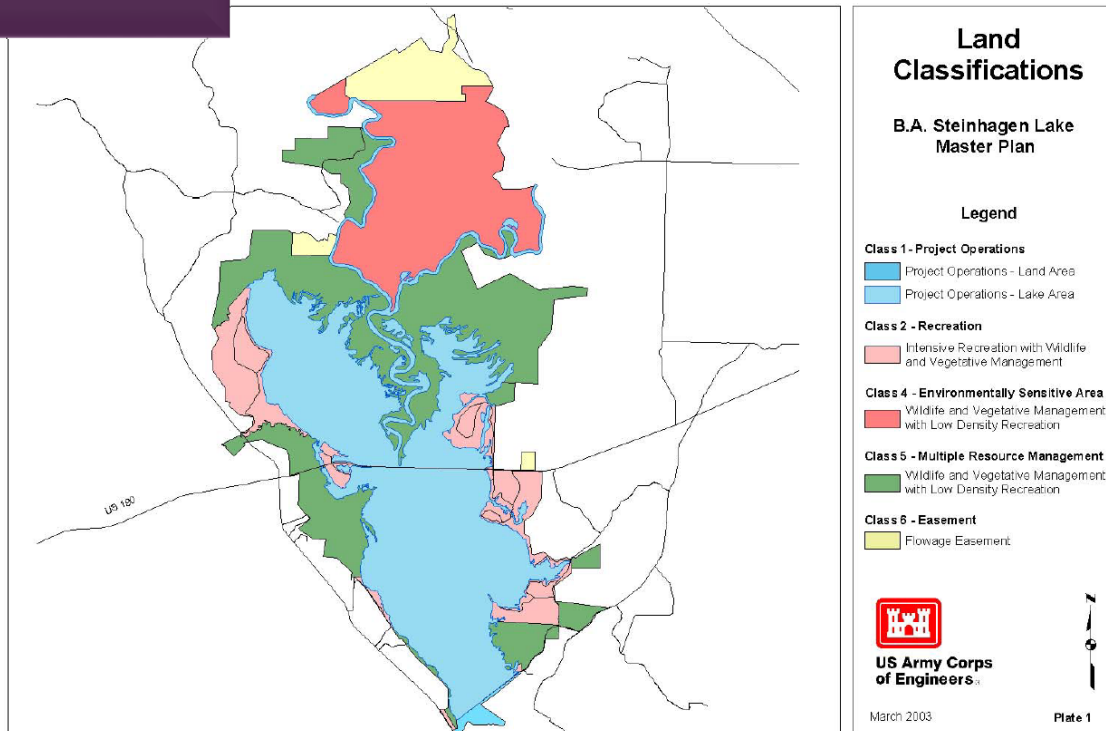 Land
Classifications
B.A. Steinhagen Lake
Master Plan
Legend
Class 1 - Project Operations
Project Operations - Land Area
Project Operations - Lake Area
Class 2 - Recreation
Intensive Recreation with Wildlife
and Vegetative Management
Class 4 - Environmentally Sensitive Area
Wildlife and Vegetative Management
with Low Density Recreation
Class 5 - Multiple Resource Management
Wildlife and Vegetative Management
with Low Density Recreation
Class 6 - Easement
Flowage Easement
US 190
N
US Army Corps
of Engineers®
March 2003
Plate 1